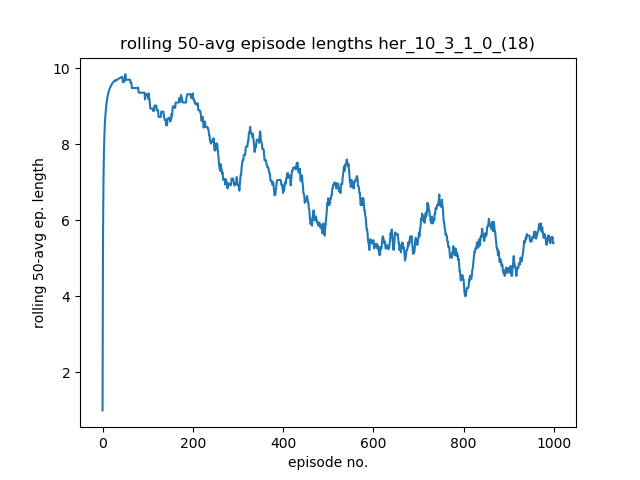 rolling 50-avg episode lengths her_10_3_1_0_(18)
rolling 50-avg ep. length
10
8
6
4
2
0 200 400 600 800 1000
episode no.